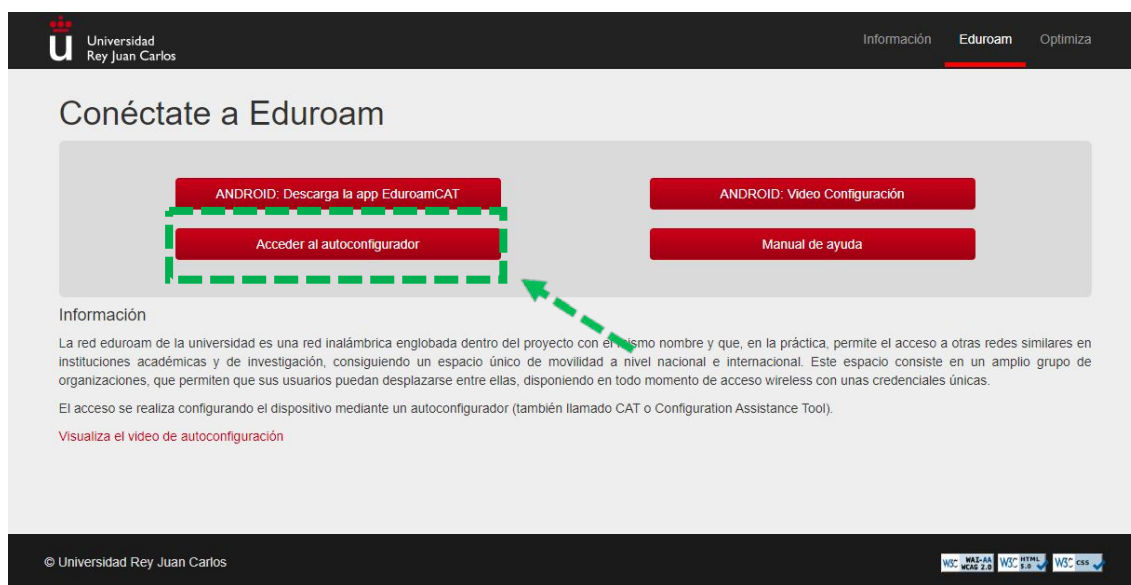 Universidad
Rey Juan Carlos
Información Eduroam Optimiza
Conéctate a Eduroam
ANDROID: Descarga la app EduroamCAT
ANDROID: Video Configuración
Acceder al autoconfigurador
Manual de ayuda
Información
La red eduroam de la universidad es una red inalámbrica englobada dentro del proyecto con el mismo nombre y que, en la práctica, permite el acceso a otras redes similares en
instituciones académicas y de investigación, consiguiendo un espacio único de movilidad a nivel nacional e internacional. Este espacio consiste en un amplio grupo de
organizaciones, que permiten que sus usuarios puedan desplazarse entre ellas, disponiendo en todo momento de acceso wireless con unas credenciales únicas.
El acceso se realiza configurando el dispositivo mediante un autoconfigurador (también llamado CAT o Configuration Assistance Tool).
Visualiza el video de autoconfiguración
© Universidad Rey Juan Carlos
W3C WAI-AA WCAG 2.0 W3C HTML 5.0 W3C css